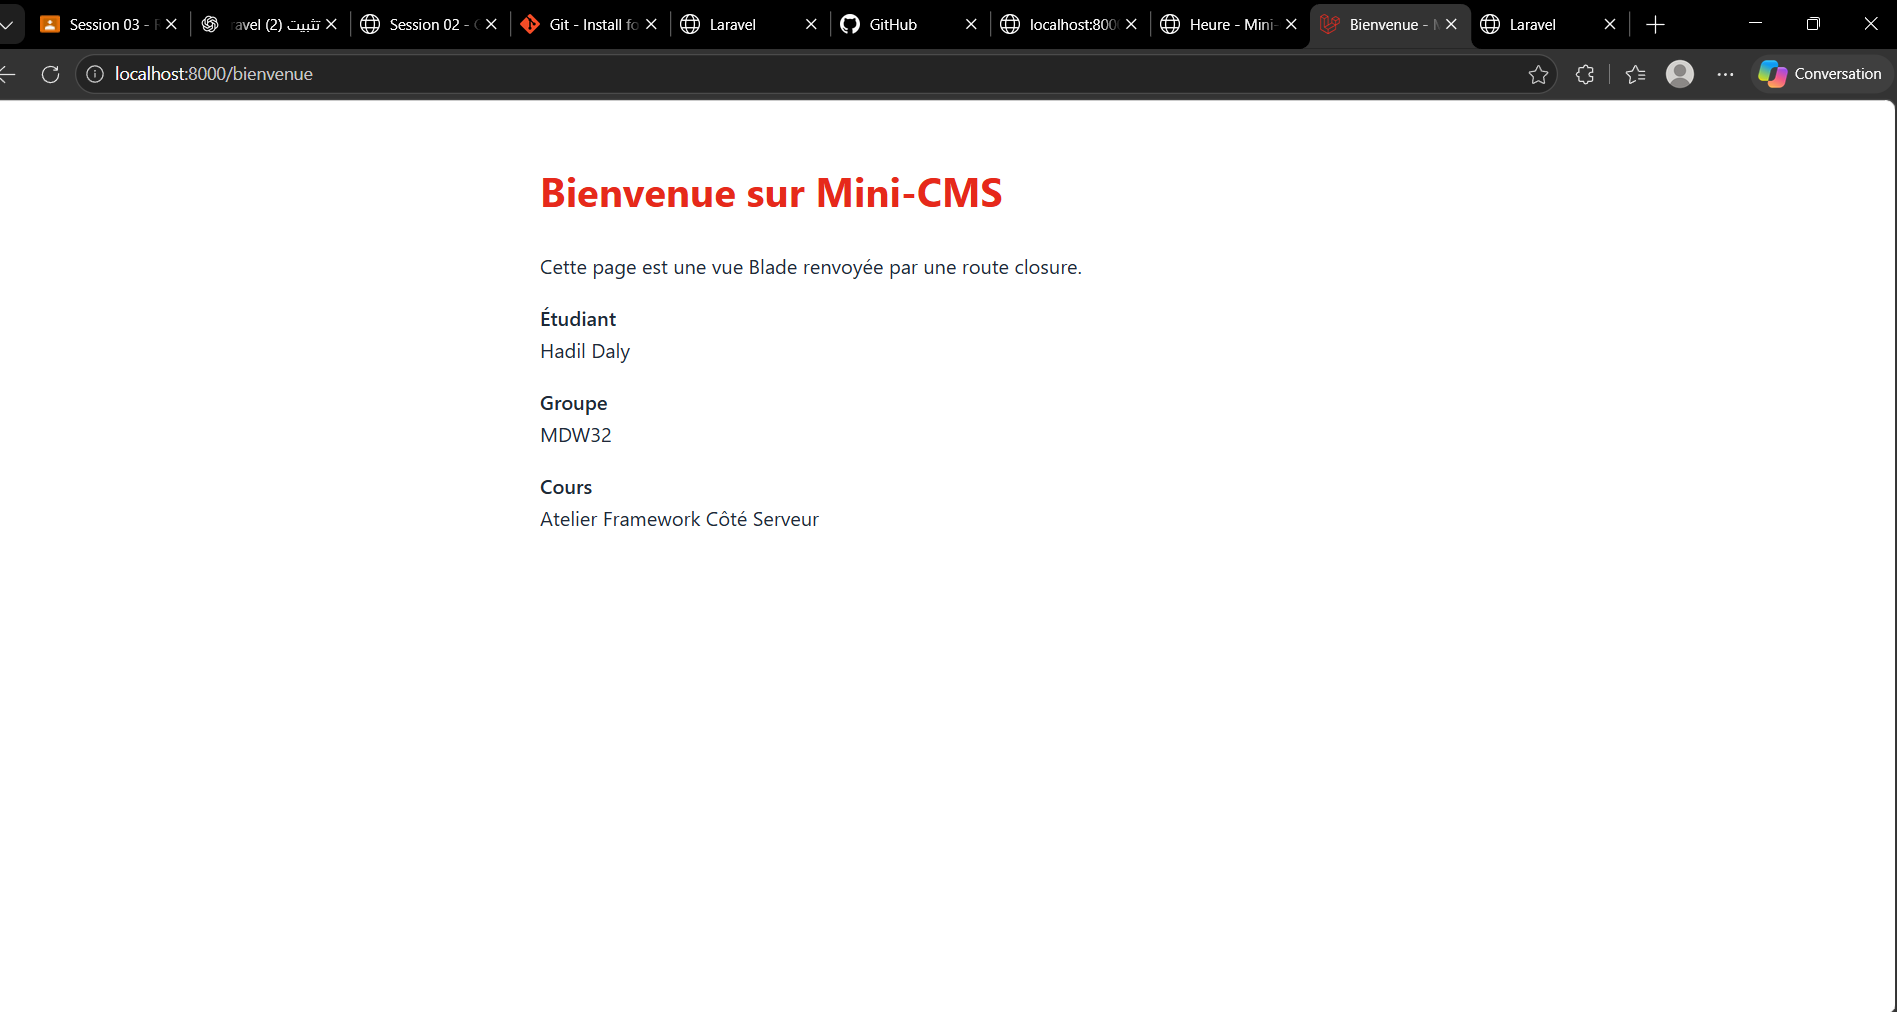 Session 03 -
ravel (2) تثبيت
Session 02 -
Git - Install fo
Laravel
GitHub
localhost:800
Heure - Mini-
Bienvenue -
Laravel
localhost:8000/bienvenue
Conversation
Bienvenue sur Mini-CMS
Cette page est une vue Blade renvoyée par une route closure.
Étudiant
Hadil Daly
Groupe
MDW32
Cours
Atelier Framework Côté Serveur